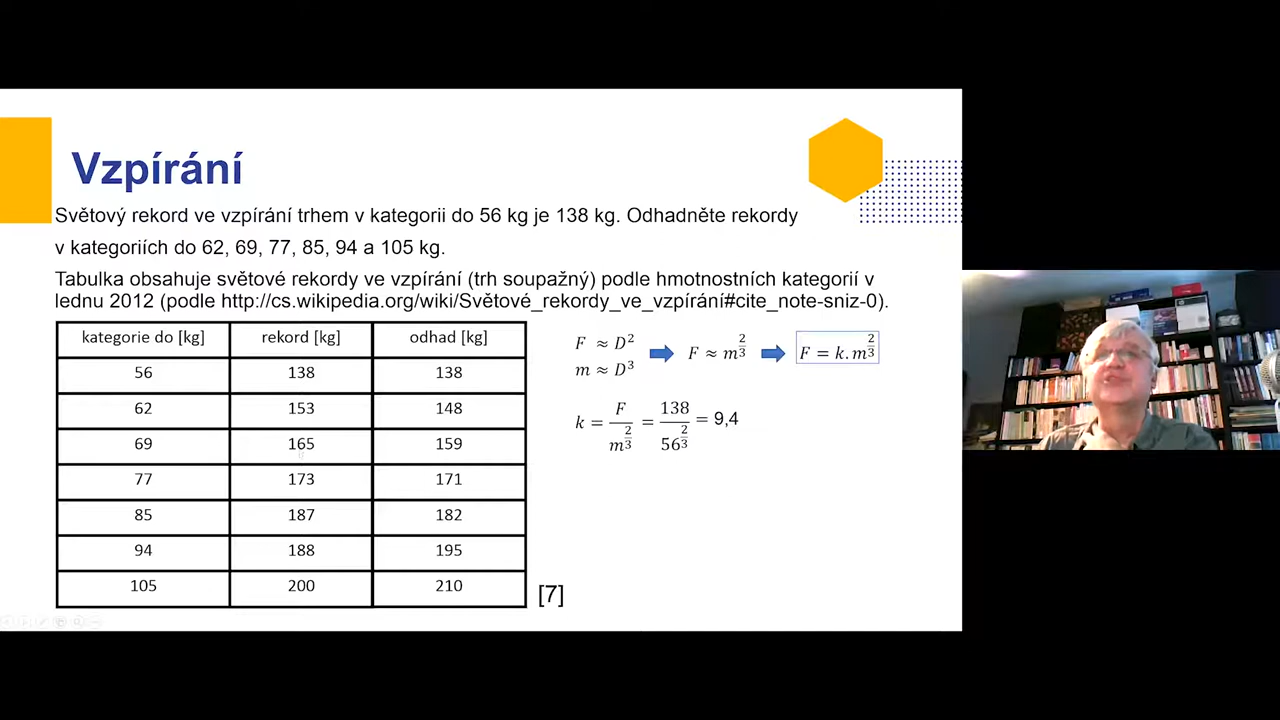 Vzpírání
Světový rekord ve vzpírání trhem v kategorii do 56 kg je 138 kg. Odhadněte rekordy
v kategoriích do 62, 69, 77, 85, 94 a 105 kg.
Tabulka obsahuje světové rekordy ve vzpírání (trh soupažný) podle hmotnostních kategorií v
lednu 2012 (podle http://cs.wikipedia.org/wiki/Světové_rekordy_ve_vzpírání#cite_note-sniz-0).
kategorie do [kg] rekord [kg] odhad [kg]
56 138 138
62 153 148
69 165 159
77 173 171
85 187 182
94 188 195
105 200 210
[7]
F ≈ D²
m ≈ D³
F ≈ m^(2/3)
F = k.m^(2/3)
k = F / m^(2/3) = 138 / 56^(2/3) = 9,4